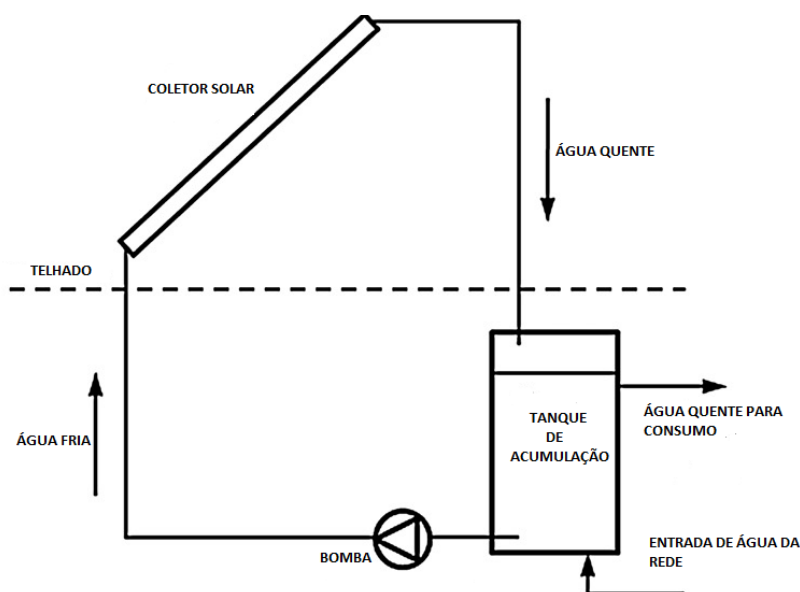 COLETOR SOLAR
ÁGUA QUENTE
TELHADO
ÁGUA QUENTE PARA
CONSUMO
TANQUE
DE
ACUMULAÇÃO
ÁGUA FRIA
BOMBA
ENTRADA DE ÁGUA DA
REDE